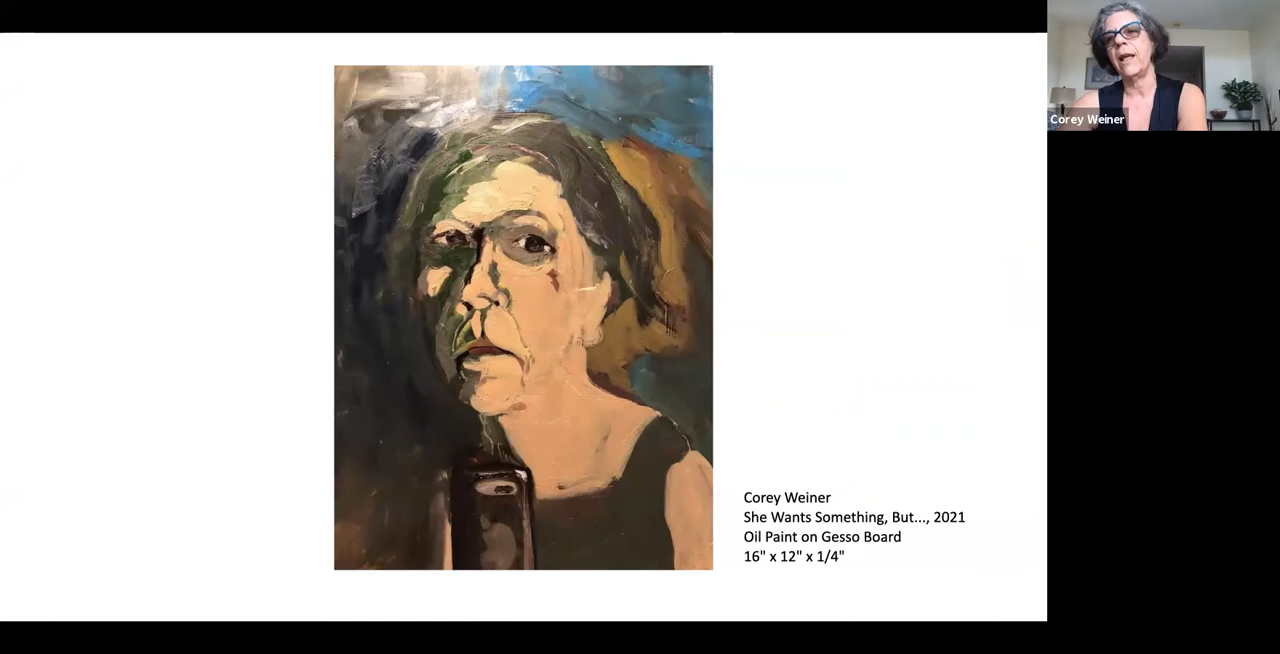 Corey Weiner
Corey Weiner
She Wants Something, But..., 2021
Oil Paint on Gesso Board
16" x 12" x 1/4"